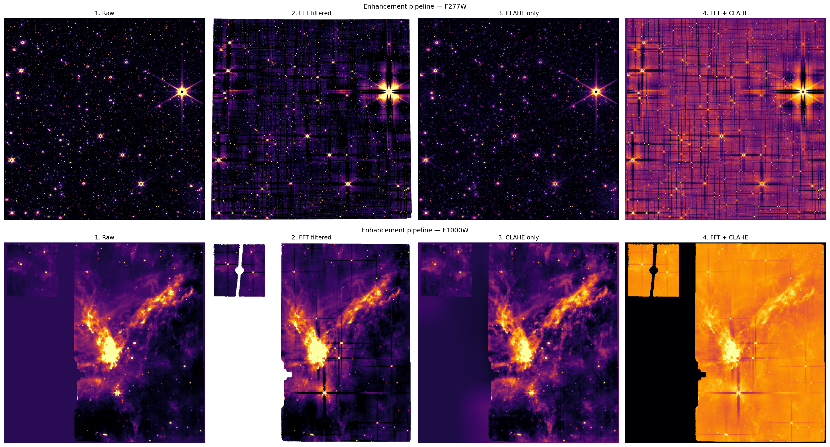 Enhancement pipeline — F277W
1. Raw
2. FFT filtered
3. CLAHE only
4. FFT + CLAHE
Enhancement pipeline — F1000W
1. Raw
2. FFT filtered
3. CLAHE only
4. FFT + CLAHE